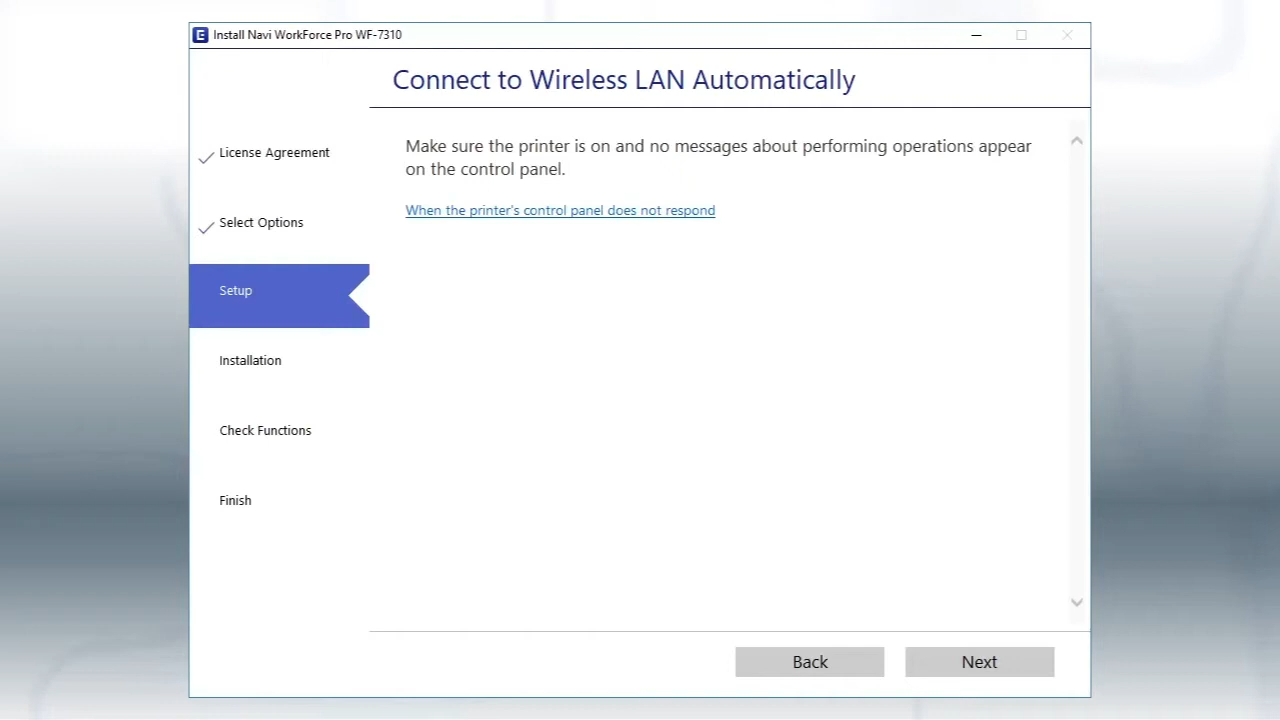 Install Navi WorkForce Pro WF-7310
Connect to Wireless LAN Automatically
License Agreement
Select Options
Setup
Installation
Check Functions
Finish
Make sure the printer is on and no messages about performing operations appear
on the control panel.
When the printer's control panel does not respond
Back
Next